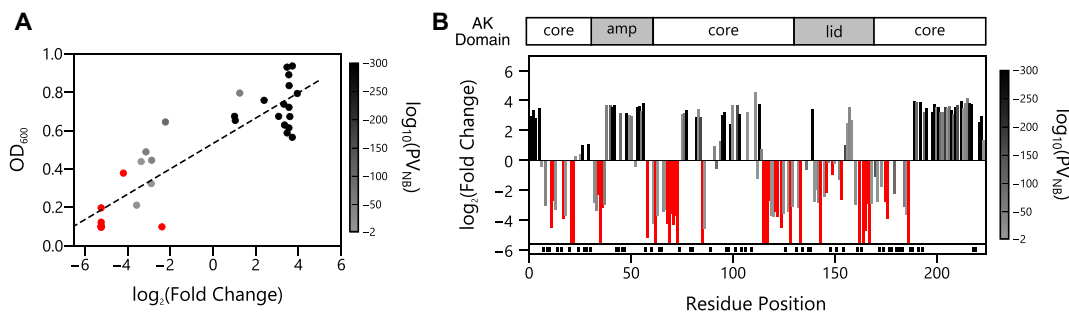 A
OD₆₀₀
1.0
0.8
0.6
0.4
0.2
0.0
−6 −4 −2 0 2 4 6
log₂(Fold Change)
-300
-250
-200
-150
-100
-50
-2
log₁₀(PV_NB)
B
AK Domain
core amp core lid core
log₂(Fold Change)
6
4
2
0
−2
−4
−6
0 50 100 150 200
Residue Position
-300
-250
-200
-150
-100
-50
-2
log₁₀(PV_NB)